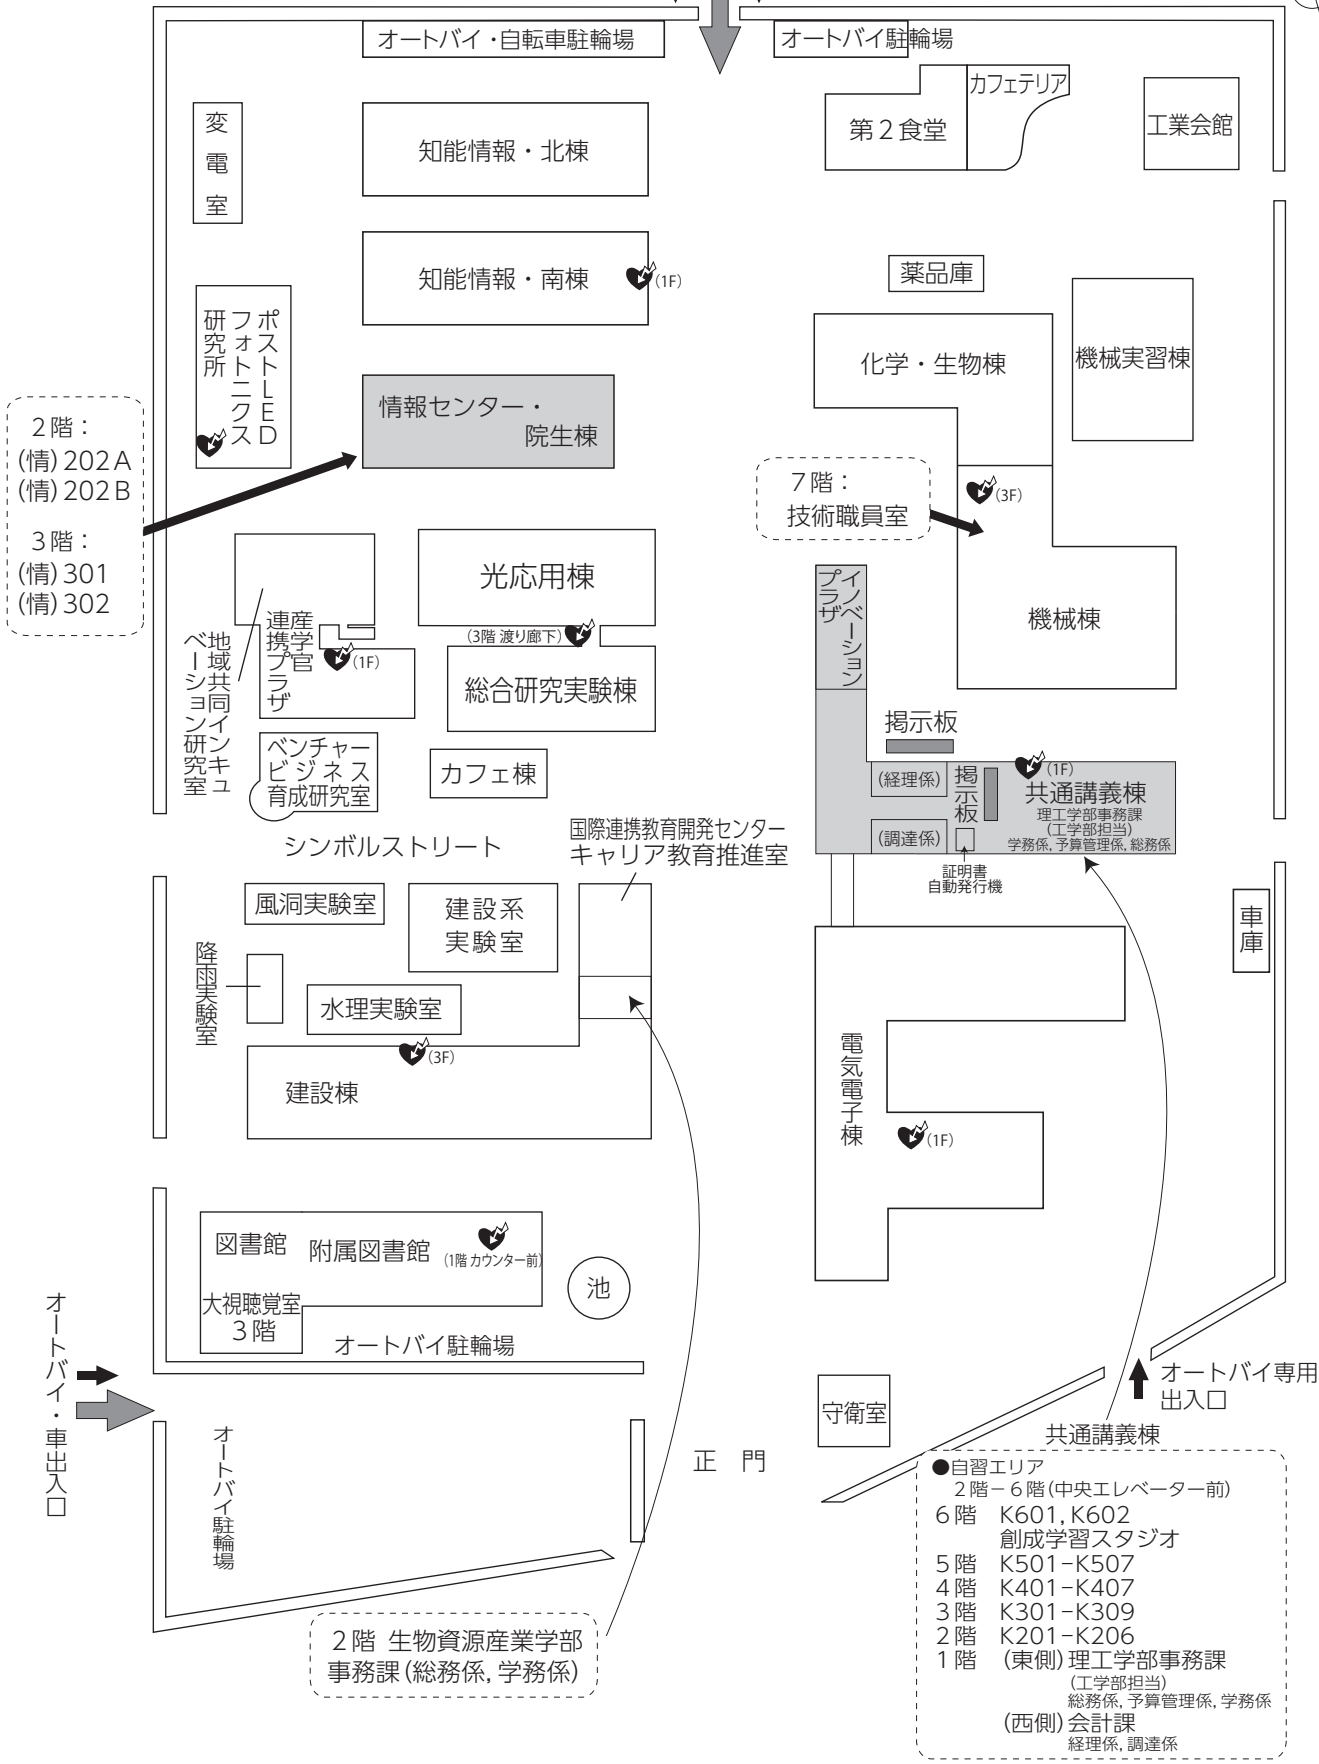 オートバイ・自転車駐輪場
オートバイ駐輪場
変電室
知能情報・北棟
第２食堂
カフェテリア
工業会館
知能情報・南棟
(1F)
薬品庫
ポストLED
フォトニクス
研究所
化学・生物棟
機械実習棟
情報センター・
院生棟
２階：
(情)202A
(情)202B
３階：
(情)301
(情)302
７階：
技術職員室
(3F)
光応用棟
イノベーション
プラザ
機械棟
産学官
連携プラザ
(1F)
(3階 渡り廊下)
地域共同インキュ
ベーション研究室
総合研究実験棟
掲示板
ベンチャー
ビジネス
育成研究室
カフェ棟
(経理係)
掲示板
(1F)
共通講義棟
理工学部事務課
(工学部担当)
学務係, 予算管理係, 総務係
(調達係)
証明書
自動発行機
シンボルストリート
国際連携教育開発センター
キャリア教育推進室
風洞実験室
建設系
実験室
車庫
降雨実験室
水理実験室
(3F)
建設棟
電気電子棟
(1F)
図書館
附属図書館
(1階 カウンター前)
池
大視聴覚室
３階
オートバイ駐輪場
オートバイ・車出入口
オートバイ専用
出入口
守衛室
オートバイ駐輪場
正 門
共通講義棟
●自習エリア
２階－６階(中央エレベーター前)
６階 K601, K602
創成学習スタジオ
５階 K501-K507
４階 K401-K407
３階 K301-K309
２階 K201-K206
１階 (東側)理工学部事務課
(工学部担当)
総務係, 予算管理係, 学務係
(西側)会計課
経理係, 調達係
２階 生物資源産業学部
事務課(総務係, 学務係)